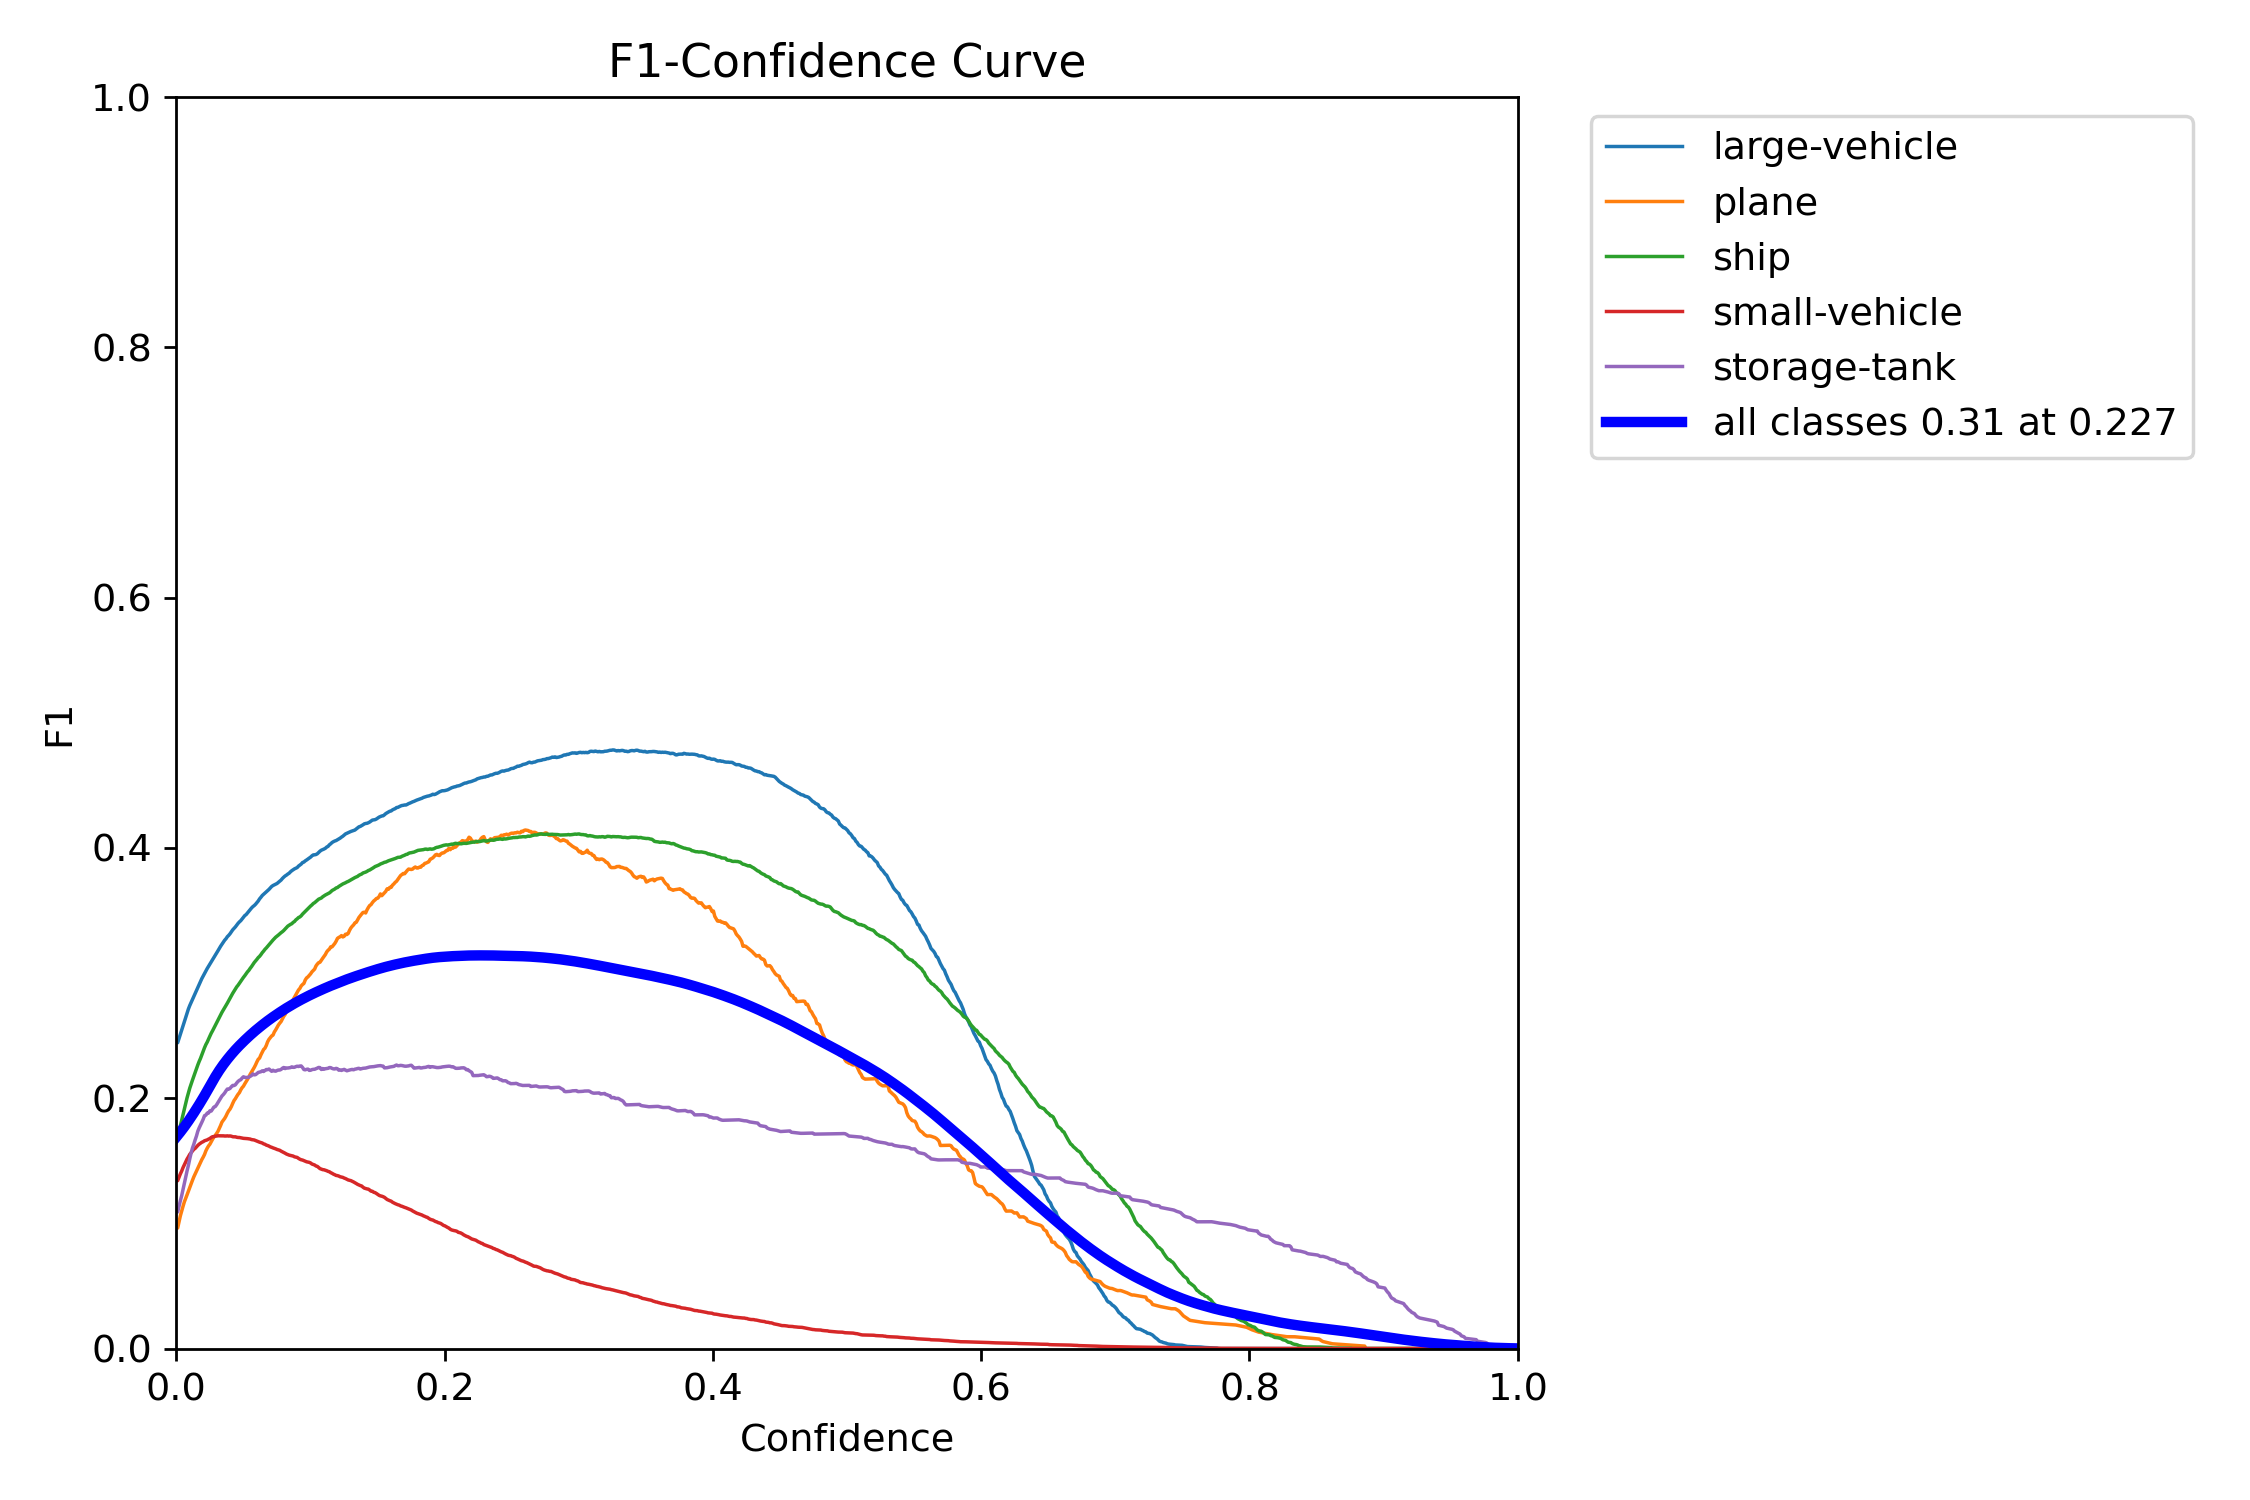 F1-Confidence Curve
1.0
0.8
0.6
0.4
0.2
0.0
F1
0.0 0.2 0.4 0.6 0.8 1.0
Confidence
large-vehicle
plane
ship
small-vehicle
storage-tank
all classes 0.31 at 0.227